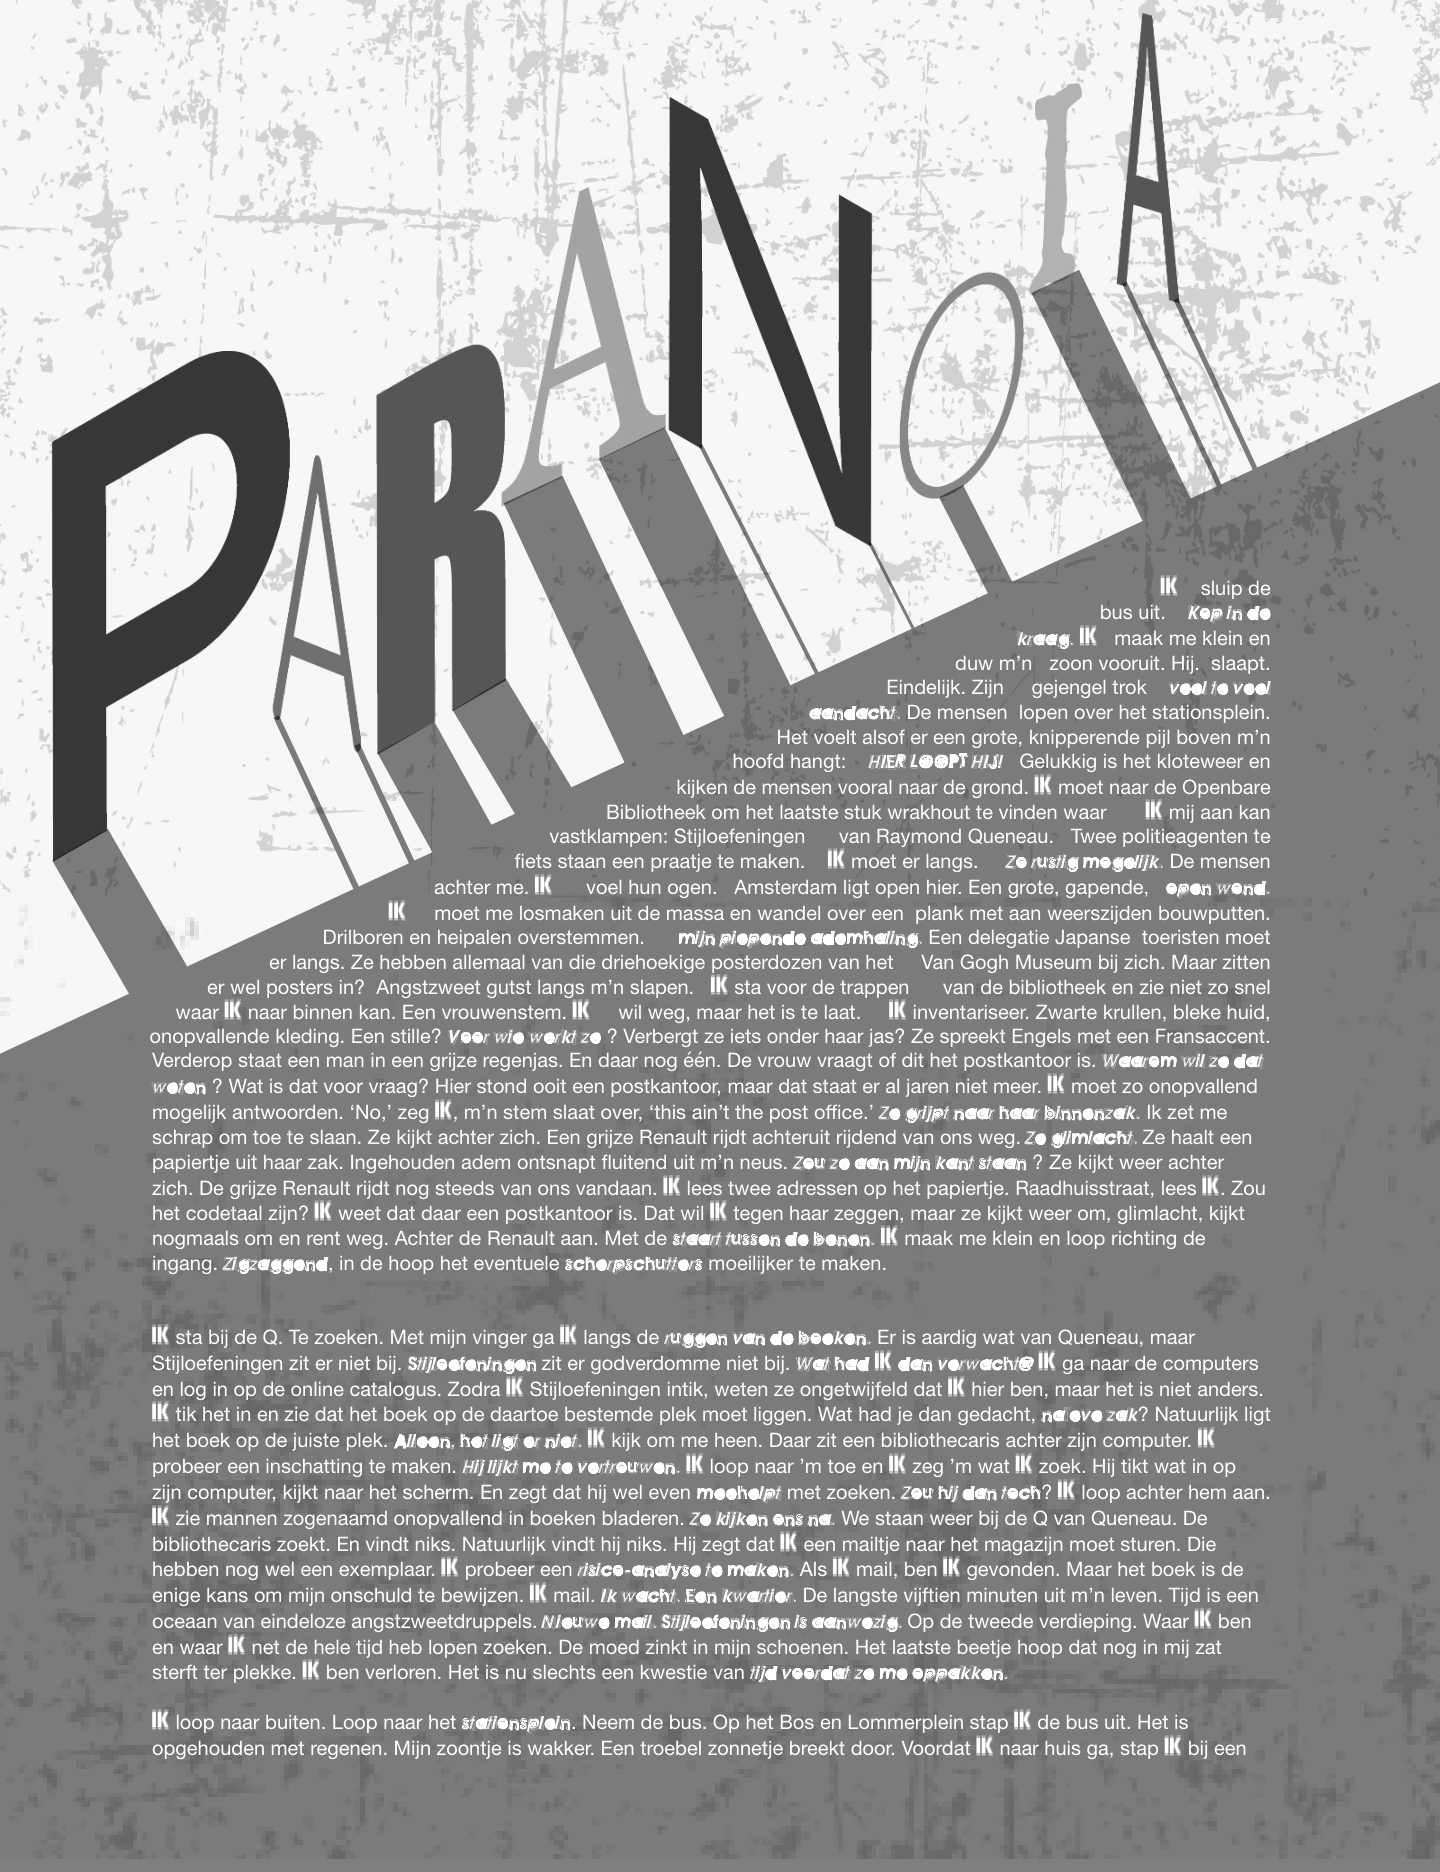 PARANOIA
IK sluip de
bus uit. Kop in de
kraag. IK maak me klein en
duw m’n zoon vooruit. Hij. slaapt.
Eindelijk. Zijn gejengel trok veel te veel
aandacht. De mensen lopen over het stationsplein.
Het voelt alsof er een grote, knipperende pijl boven m’n
hoofd hangt: HIER LOOPT HIJ! Gelukkig is het kloteweer en
kijken de mensen vooral naar de grond. IK moet naar de Openbare
Bibliotheek om het laatste stuk wrakhout te vinden waar IK mij aan kan
vastklampen: Stijloefeningen van Raymond Queneau. Twee politieagenten te
fiets staan een praatje te maken. IK moet er langs. Zo rustig mogelijk. De mensen
achter me. IK voel hun ogen. Amsterdam ligt open hier. Een grote, gapende, open wond.
IK moet me losmaken uit de massa en wandel over een plank met aan weerszijden bouwputten.
Drilboren en heipalen overstemmen. mijn piepende ademhaling. Een delegatie Japanse toeristen moet
er langs. Ze hebben allemaal van die driehoekige posterdozen van het Van Gogh Museum bij zich. Maar zitten
er wel posters in? Angstzweet gutst langs m’n slapen. IK sta voor de trappen van de bibliotheek en zie niet zo snel
waar IK naar binnen kan. Een vrouwenstem. IK wil weg, maar het is te laat. IK inventariseer. Zwarte krullen, bleke huid,
onopvallende kleding. Een stille? Voor wie werkt ze ? Verbergt ze iets onder haar jas? Ze spreekt Engels met een Fransaccent.
Verderop staat een man in een grijze regenjas. En daar nog één. De vrouw vraagt of dit het postkantoor is. Waarom wil ze dat
weten ? Wat is dat voor vraag? Hier stond ooit een postkantoor, maar dat staat er al jaren niet meer. IK moet zo onopvallend
mogelijk antwoorden. ‘No,’ zeg IK, m’n stem slaat over, ‘this ain’t the post office.’ Ze grijpt naar haar binnenzak. Ik zet me
schrap om toe te slaan. Ze kijkt achter zich. Een grijze Renault rijdt achteruit rijdend van ons weg. Ze glimlacht. Ze haalt een
papiertje uit haar zak. Ingehouden adem ontsnapt fluitend uit m’n neus. Zou ze aan mijn kant staan ? Ze kijkt weer achter
zich. De grijze Renault rijdt nog steeds van ons vandaan. IK lees twee adressen op het papiertje. Raadhuisstraat, lees IK. Zou
het codetaal zijn? IK weet dat daar een postkantoor is. Dat wil IK tegen haar zeggen, maar ze kijkt weer om, glimlacht, kijkt
nogmaals om en rent weg. Achter de Renault aan. Met de staart tussen de benen. IK maak me klein en loop richting de
ingang. Zigzaggend, in de hoop het eventuele scherpschutters moeilijker te maken.
IK sta bij de Q. Te zoeken. Met mijn vinger ga IK langs de ruggen van de boeken. Er is aardig wat van Queneau, maar
Stijloefeningen zit er niet bij. Stijloefeningen zit er godverdomme niet bij. Wat had IK dan verwacht? IK ga naar de computers
en log in op de online catalogus. Zodra IK Stijloefeningen intik, weten ze ongetwijfeld dat IK hier ben, maar het is niet anders.
IK tik het in en zie dat het boek op de daartoe bestemde plek moet liggen. Wat had je dan gedacht, naïeve zak? Natuurlijk ligt
het boek op de juiste plek. Alleen, het ligt er niet. IK kijk om me heen. Daar zit een bibliothecaris achter zijn computer. IK
probeer een inschatting te maken. Hij lijkt me te vertrouwen. IK loop naar ’m toe en IK zeg ’m wat IK zoek. Hij tikt wat in op
zijn computer, kijkt naar het scherm. En zegt dat hij wel even meehelpt met zoeken. Zou hij dan toch? IK loop achter hem aan.
IK zie mannen zogenaamd onopvallend in boeken bladeren. Ze kijken ons na. We staan weer bij de Q van Queneau. De
bibliothecaris zoekt. En vindt niks. Natuurlijk vindt hij niks. Hij zegt dat IK een mailtje naar het magazijn moet sturen. Die
hebben nog wel een exemplaar. IK probeer een risico-analyse te maken. Als IK mail, ben IK gevonden. Maar het boek is de
enige kans om mijn onschuld te bewijzen. IK mail. Ik wacht. Een kwartier. De langste vijftien minuten uit m’n leven. Tijd is een
oceaan van eindeloze angstzweetdruppels. Nieuwe mail. Stijloefeningen is aanwezig. Op de tweede verdieping. Waar IK ben
en waar IK net de hele tijd heb lopen zoeken. De moed zinkt in mijn schoenen. Het laatste beetje hoop dat nog in mij zat
sterft ter plekke. IK ben verloren. Het is nu slechts een kwestie van tijd voordat ze me oppakken.
IK loop naar buiten. Loop naar het stationsplein. Neem de bus. Op het Bos en Lommerplein stap IK de bus uit. Het is
opgehouden met regenen. Mijn zoontje is wakker. Een troebel zonnetje breekt door. Voordat IK naar huis ga, stap IK bij een